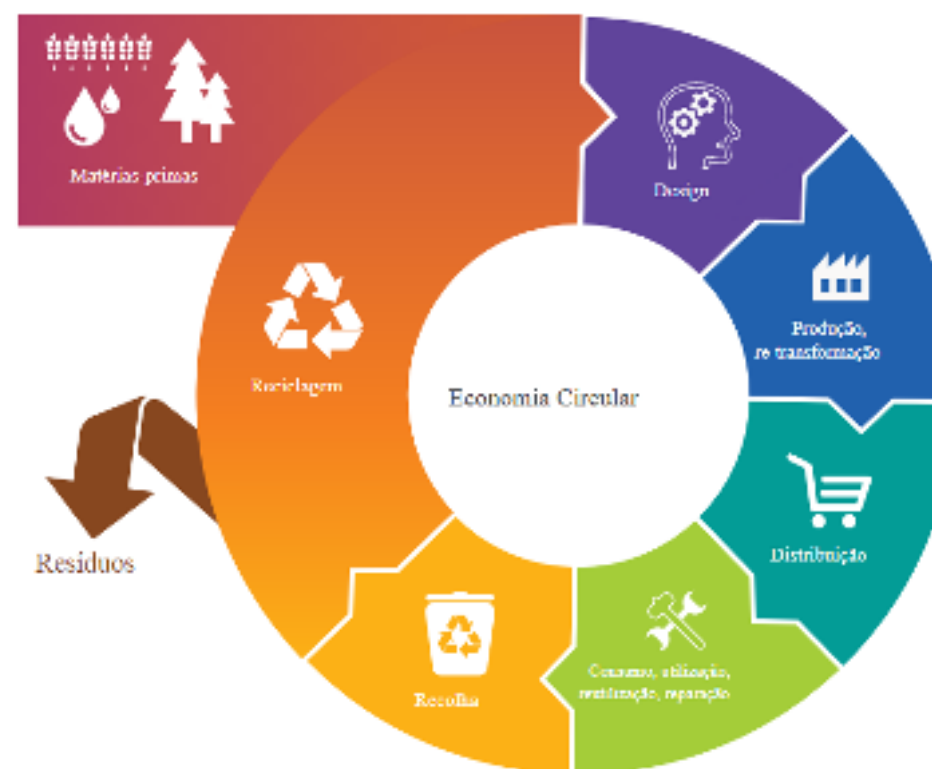 Matérias primas
Design
Produção,
re transformação
Reciclagem
Economia Circular
Distribuição
Resíduos
Consumo, utilização,
reutilização, reparação
Recolha